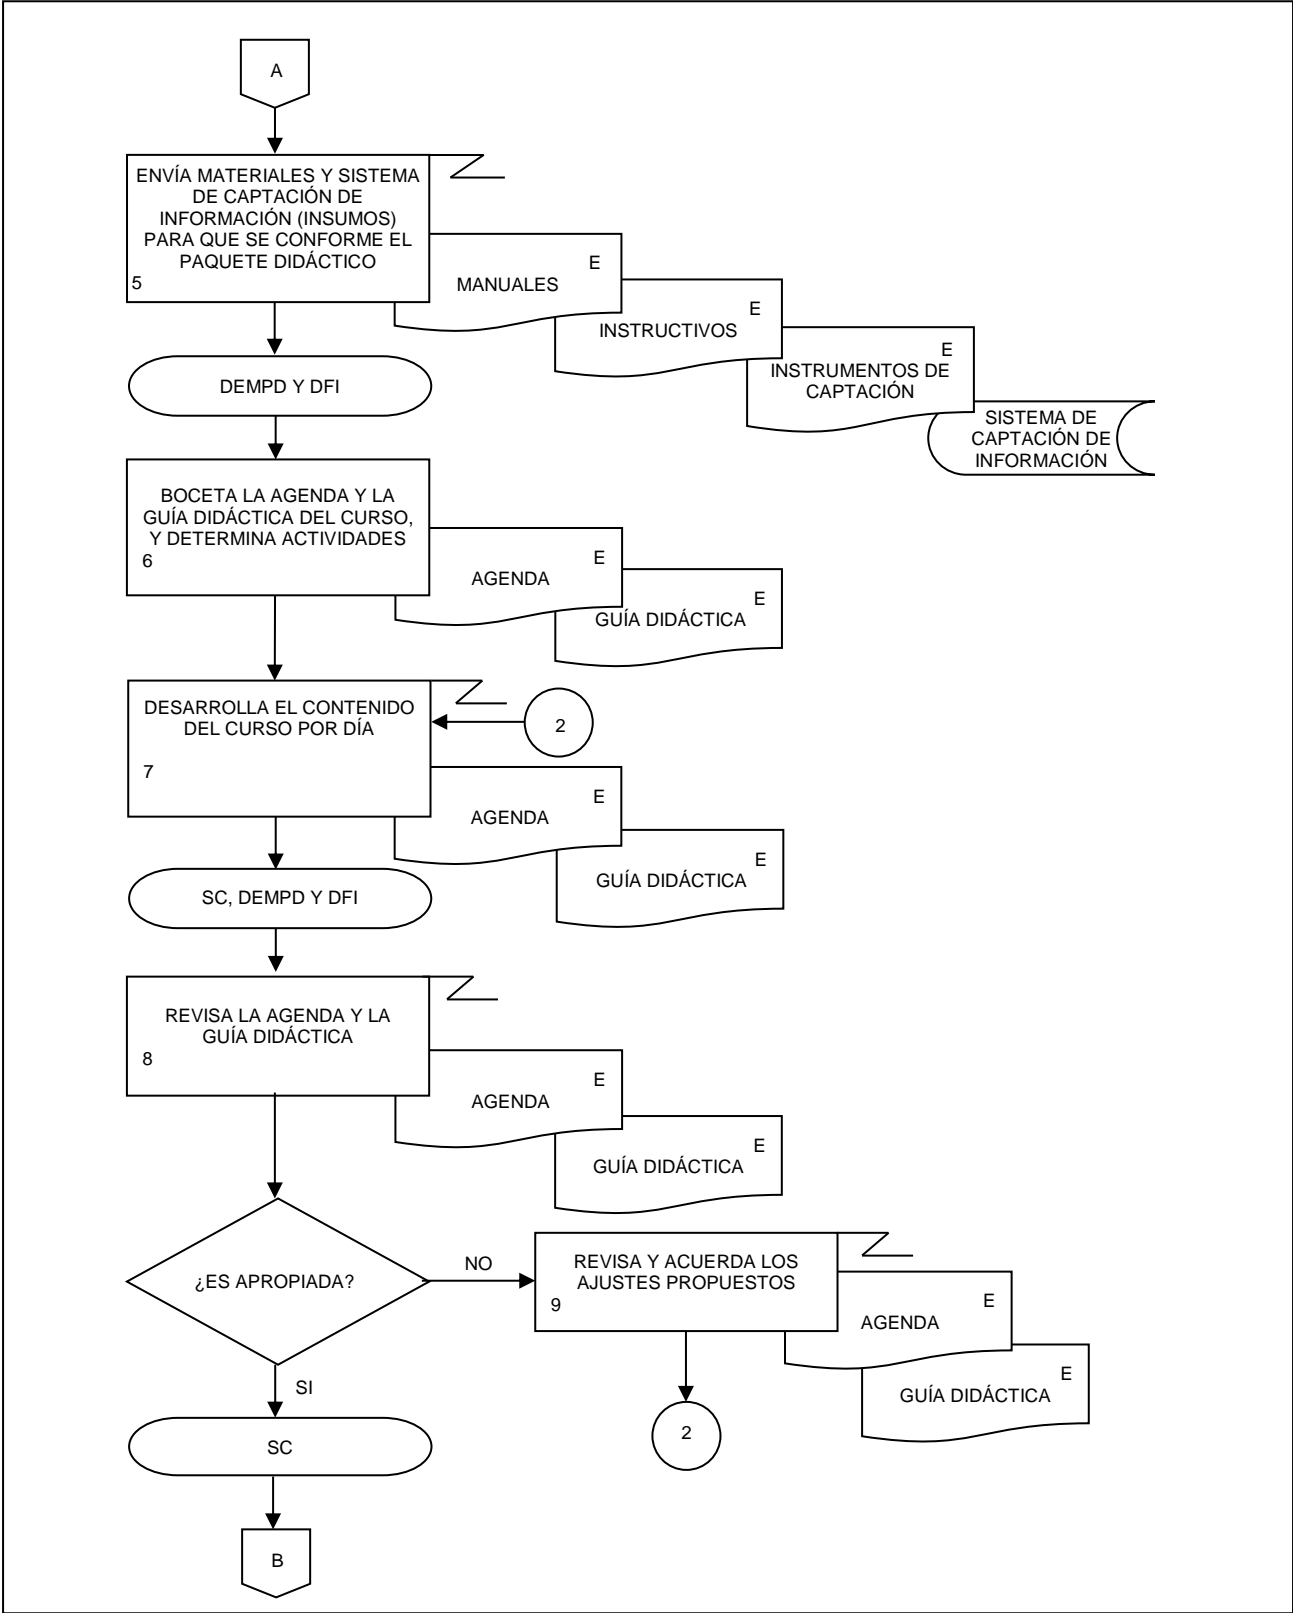 A
ENVÍA MATERIALES Y SISTEMA
DE CAPTACIÓN DE
INFORMACIÓN (INSUMOS)
PARA QUE SE CONFORME EL
PAQUETE DIDÁCTICO
5
E
MANUALES
E
INSTRUCTIVOS
E
INSTRUMENTOS DE
CAPTACIÓN
SISTEMA DE
CAPTACIÓN DE
INFORMACIÓN
DEMPD Y DFI
BOCETA LA AGENDA Y LA
GUÍA DIDÁCTICA DEL CURSO,
Y DETERMINA ACTIVIDADES
6
E
AGENDA
E
GUÍA DIDÁCTICA
DESARROLLA EL CONTENIDO
DEL CURSO POR DÍA
7
2
E
AGENDA
E
GUÍA DIDÁCTICA
SC, DEMPD Y DFI
REVISA LA AGENDA Y LA
GUÍA DIDÁCTICA
8
E
AGENDA
E
GUÍA DIDÁCTICA
¿ES APROPIADA?
NO
REVISA Y ACUERDA LOS
AJUSTES PROPUESTOS
9
E
AGENDA
E
GUÍA DIDÁCTICA
2
SI
SC
B